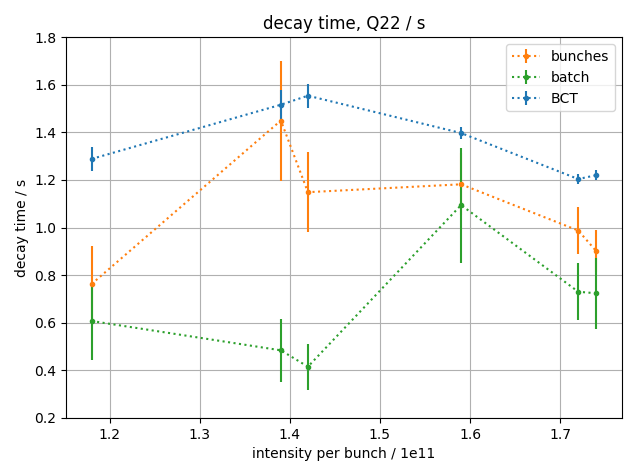 decay time, Q22 / s
bunches
batch
BCT
decay time / s
1.8
1.6
1.4
1.2
1.0
0.8
0.6
0.4
0.2
1.2 1.3 1.4 1.5 1.6 1.7
intensity per bunch / 1e11